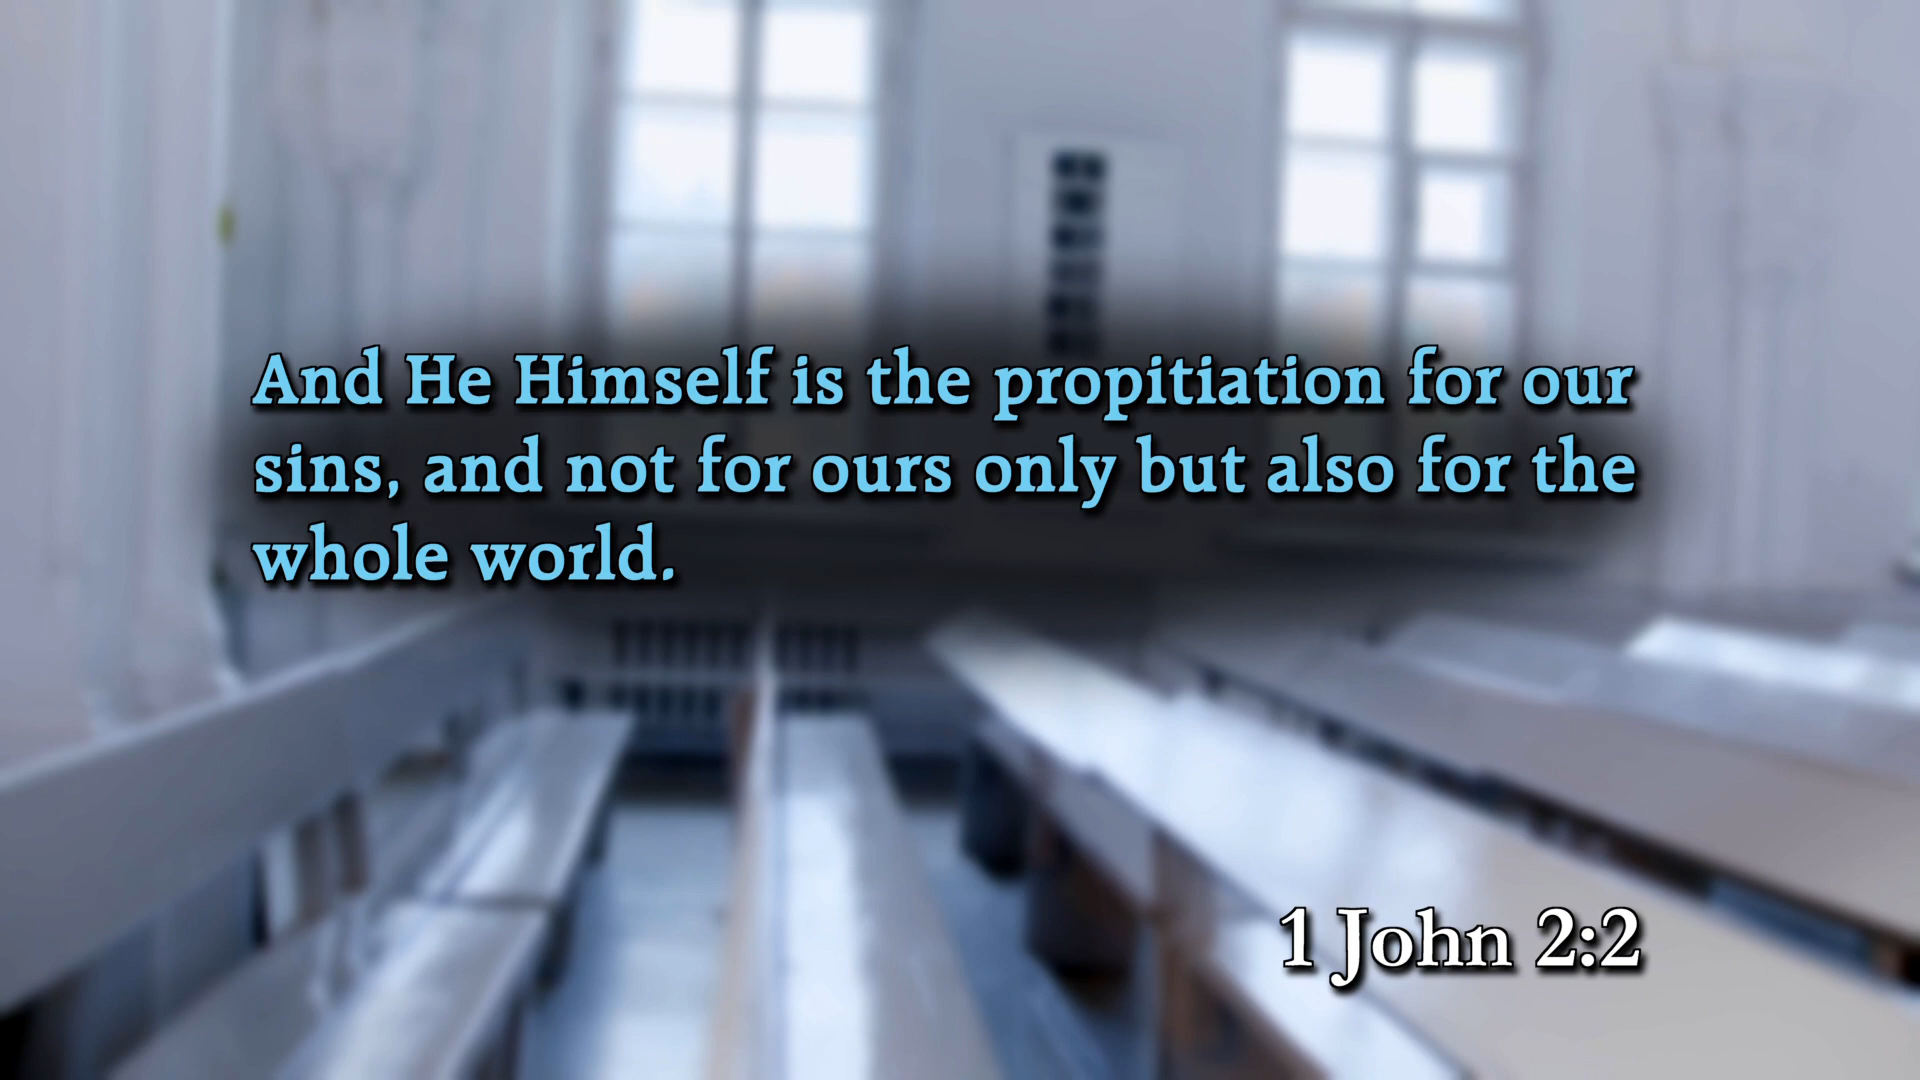 And He Himself is the propitiation for our
sins, and not for ours only but also for the
whole world.
1 John 2:2